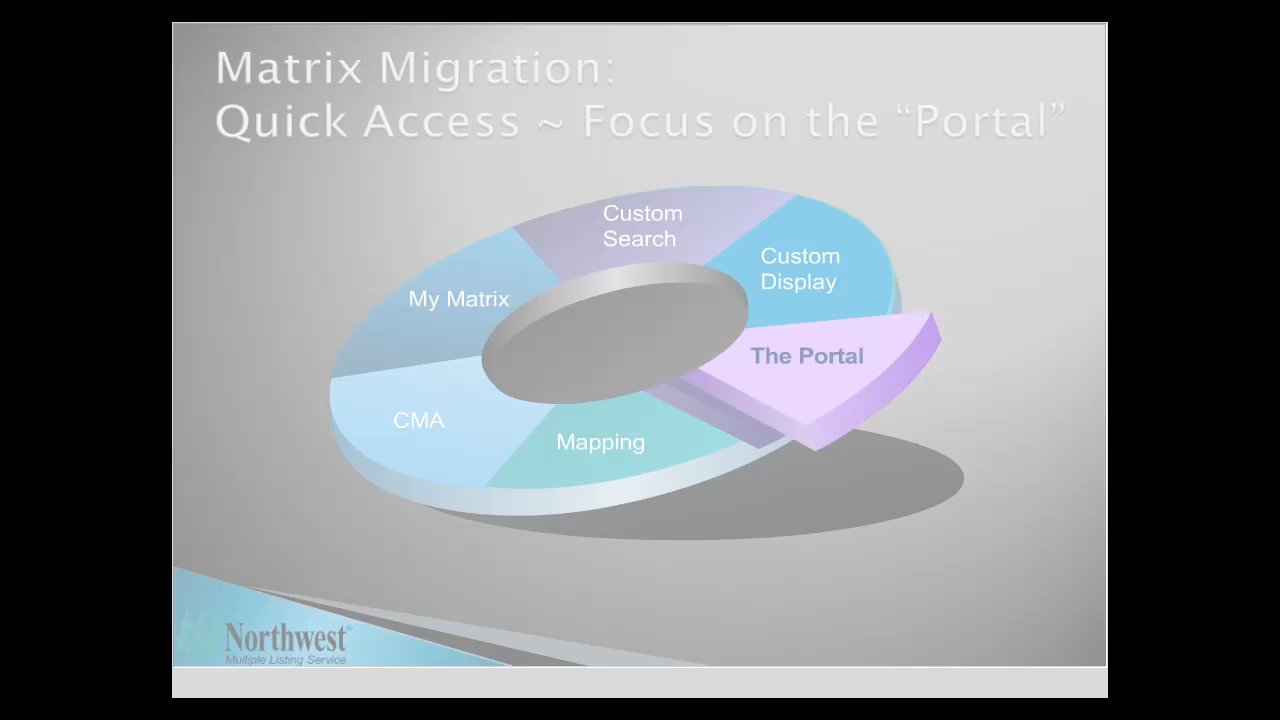 Matrix Migration:
Quick Access ~ Focus on the “Portal”
Custom
Search
Custom
Display
My Matrix
The Portal
CMA
Mapping
Northwest®
Multiple Listing Service